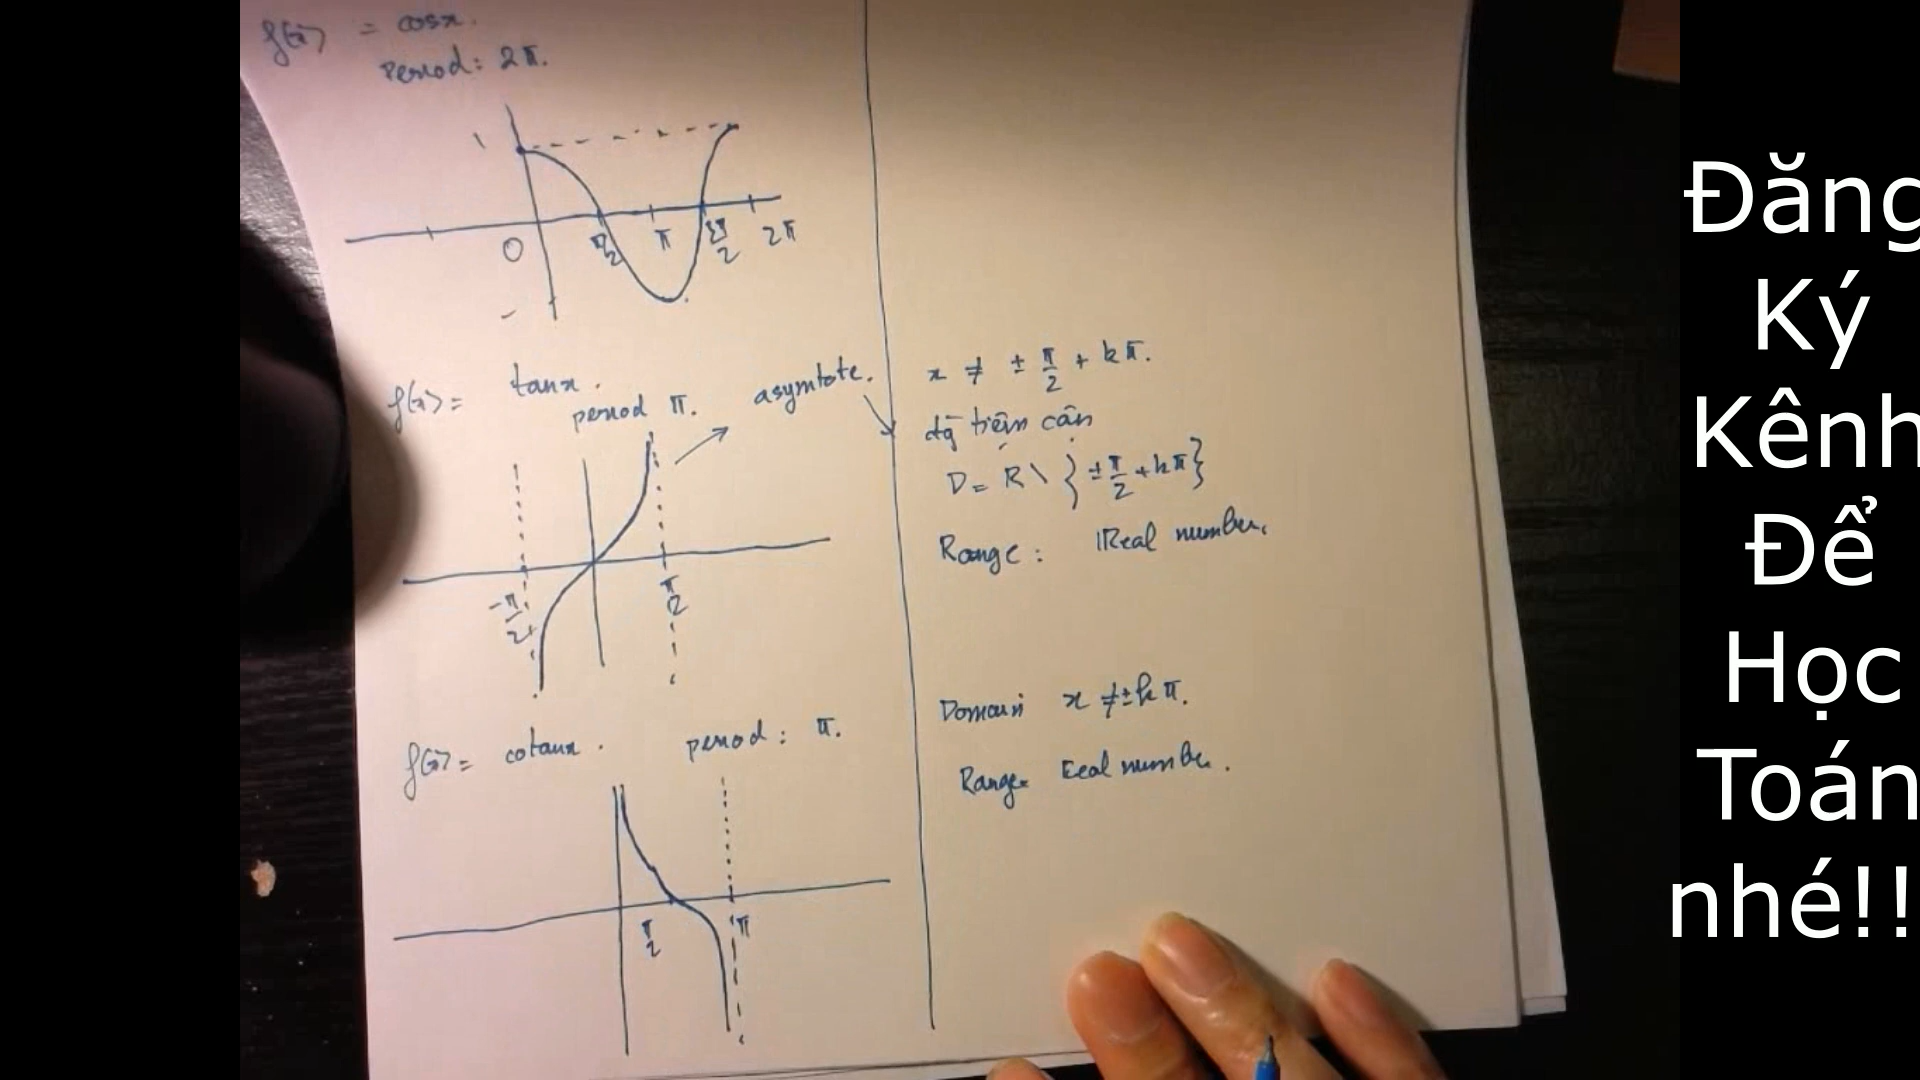 f(x) = cosx.
Period: 2π.
1
O π/2 π 3π/2 2π
-
f(x) = tanx.
period π.
asymtote.
-π/2 π/2
x ≠ ± π/2 + kπ.
tiệm cận
D = R \ { ± π/2 + kπ }
Range: Real number.
f(x) = cotanx. period: π.
π/2 π
Domain x ≠ ± kπ.
Range Real number.
Đăng
Ký
Kênh
Để
Học
Toán
nhé!!